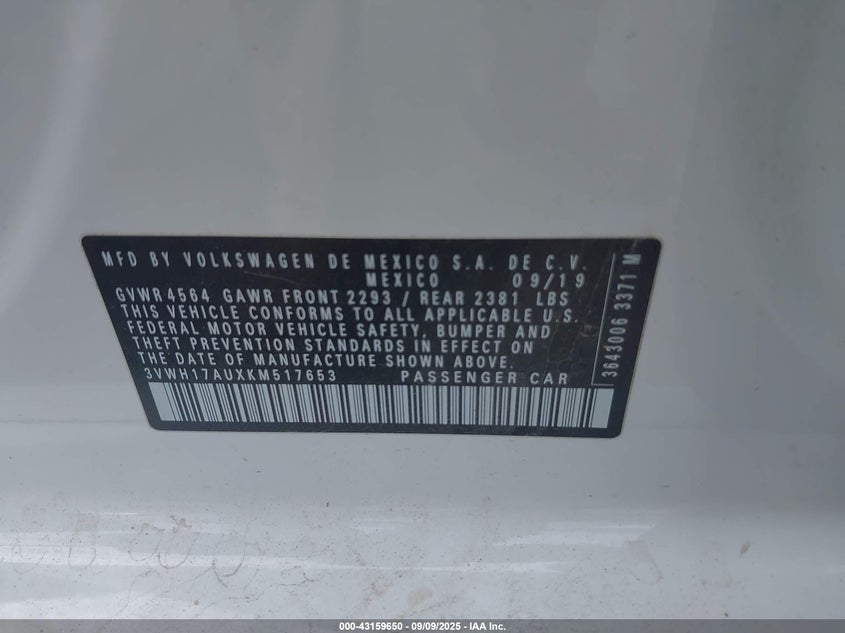 MFD BY VOLKSWAGEN DE MEXICO S.A. DE C.V.
MEXICO 09/19
GVWR 4564 GAWR FRONT 2293 / REAR 2381 LBS
THIS VEHICLE CONFORMS TO ALL APPLICABLE U.S.
FEDERAL MOTOR VEHICLE SAFETY, BUMPER AND
THEFT PREVENTION STANDARDS IN EFFECT ON
THE DATE OF MANUFACTURE SHOWN ABOVE.
3VWH17AUXKM517653 PASSENGER CAR
3643006 3371 M
000-43159650 - 09/09/2025 - IAA Inc.